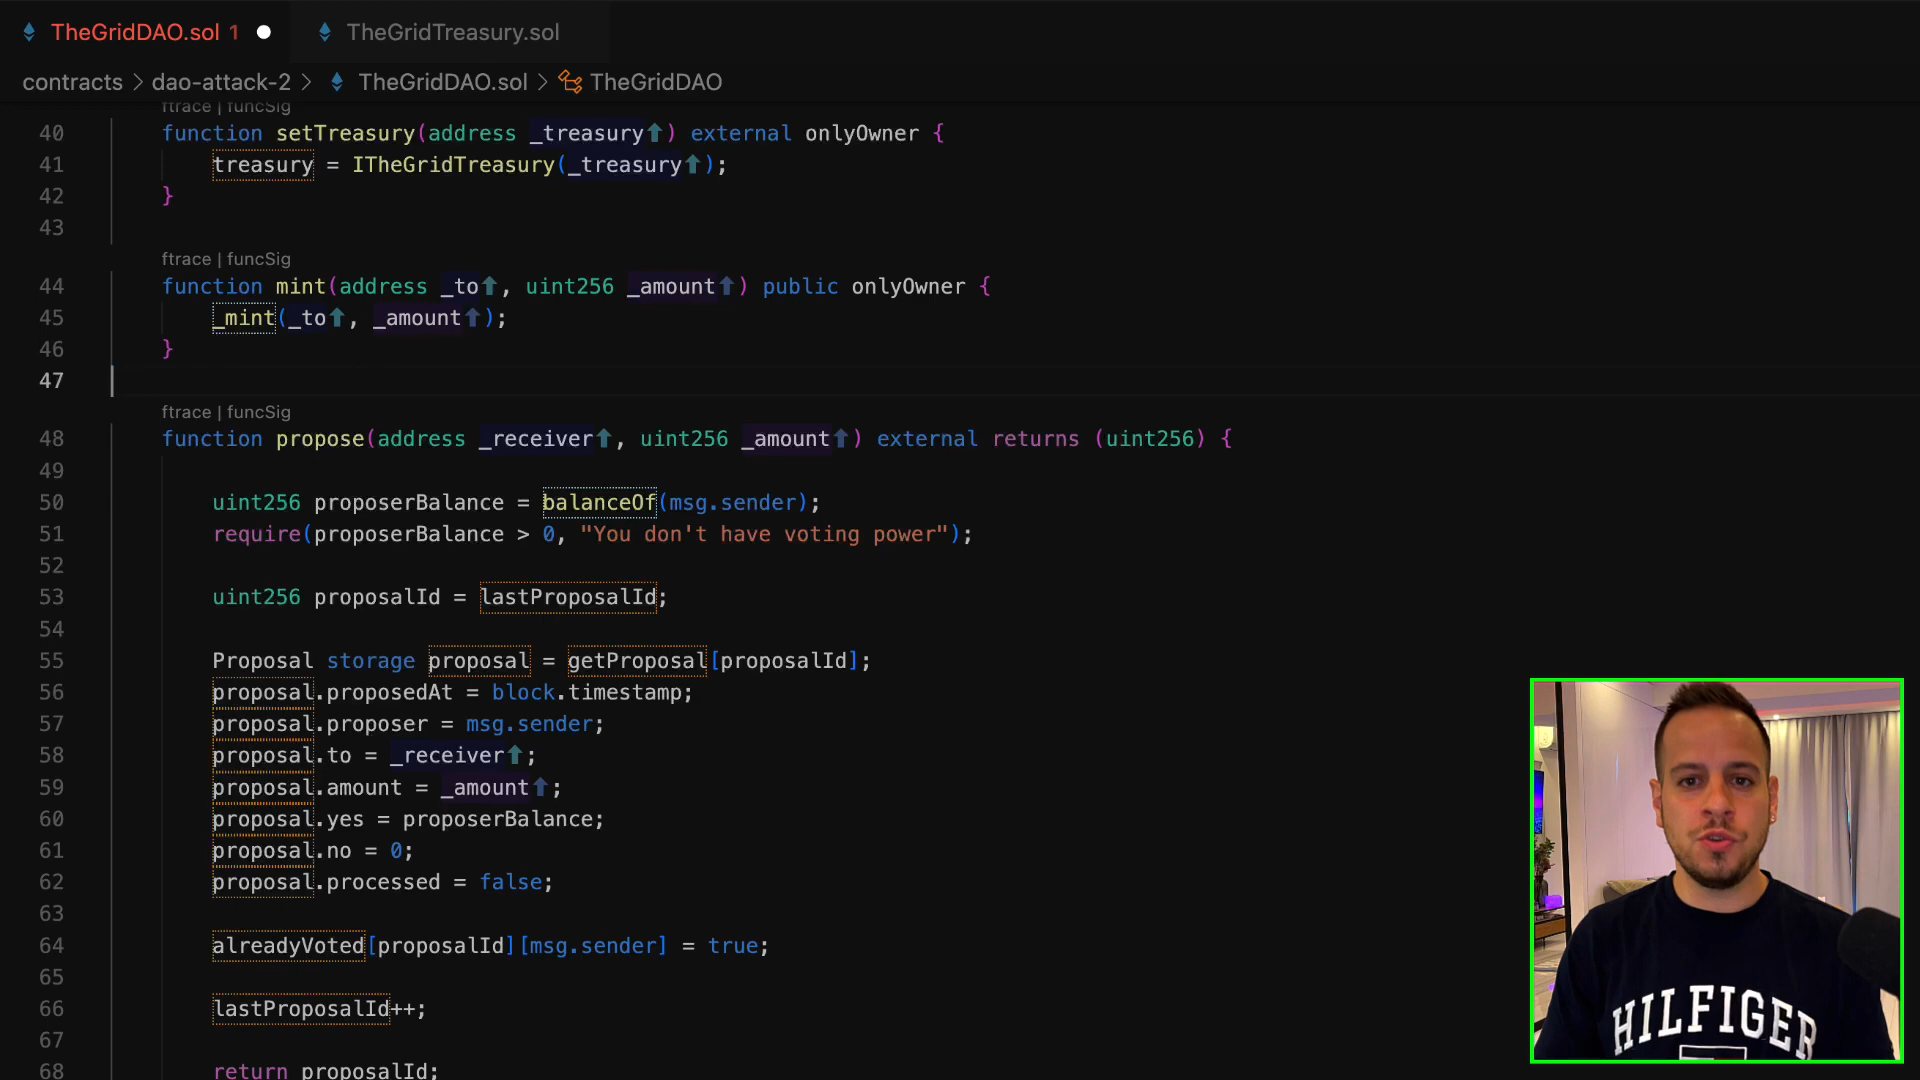 TheGridDAO.sol 1
TheGridTreasury.sol
contracts > dao-attack-2 > TheGridDAO.sol > TheGridDAO
ftrace | funcSig
40 function setTreasury(address _treasury↑) external onlyOwner {
41 treasury = ITheGridTreasury(_treasury↑);
42 }
43
ftrace | funcSig
44 function mint(address _to↑, uint256 _amount↑) public onlyOwner {
45 _mint(_to↑, _amount↑);
46 }
47
ftrace | funcSig
48 function propose(address _receiver↑, uint256 _amount↑) external returns (uint256) {
49
50 uint256 proposerBalance = balanceOf(msg.sender);
51 require(proposerBalance > 0, "You don't have voting power");
52
53 uint256 proposalId = lastProposalId;
54
55 Proposal storage proposal = getProposal[proposalId];
56 proposal.proposedAt = block.timestamp;
57 proposal.proposer = msg.sender;
58 proposal.to = _receiver↑;
59 proposal.amount = _amount↑;
60 proposal.yes = proposerBalance;
61 proposal.no = 0;
62 proposal.processed = false;
63
64 alreadyVoted[proposalId][msg.sender] = true;
65
66 lastProposalId++;
67
68 return proposalId;
HILFIGER